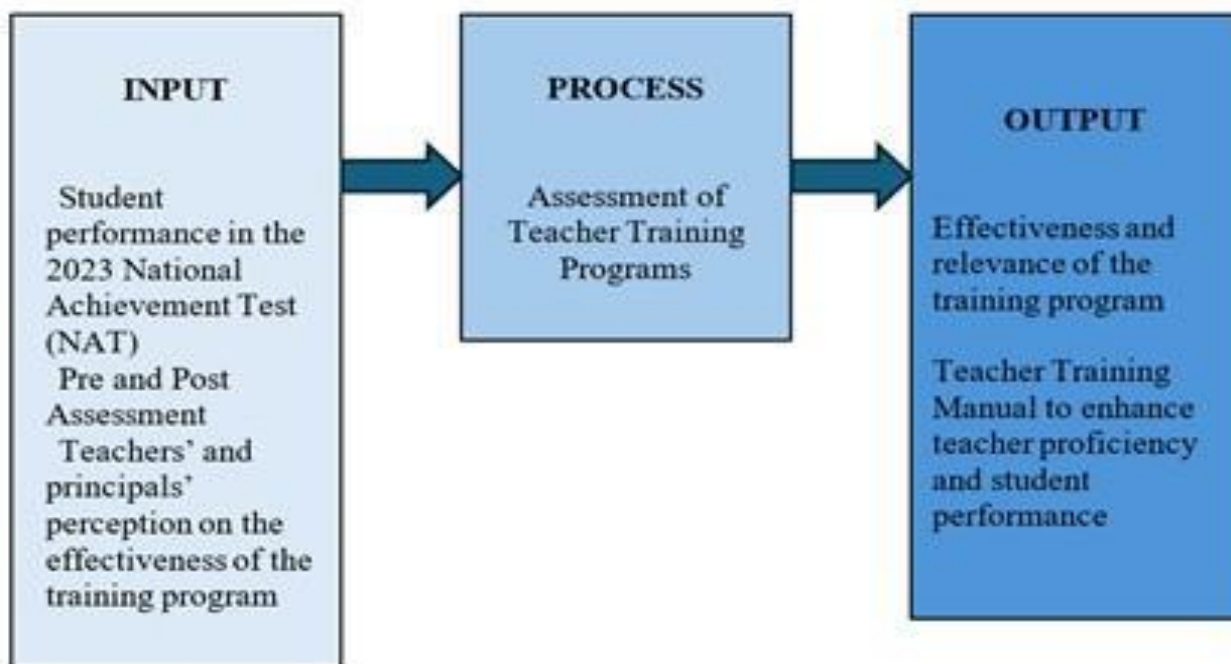 INPUT
Student
performance in the
2023 National
Achievement Test
(NAT)
Pre and Post
Assessment
Teachers’ and
principals’
perception on the
effectiveness of the
training program
PROCESS
Assessment of
Teacher Training
Programs
OUTPUT
Effectiveness and
relevance of the
training program
Teacher Training
Manual to enhance
teacher proficiency
and student
performance